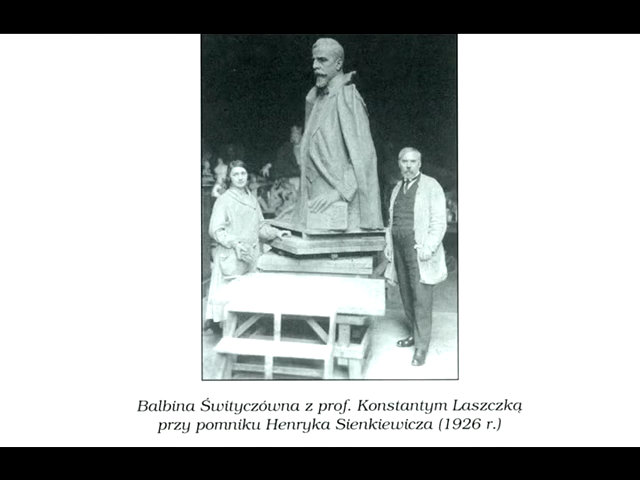 Balbina Śwityczówna z prof. Konstantym Laszczką
przy pomniku Henryka Sienkiewicza (1926 r.)